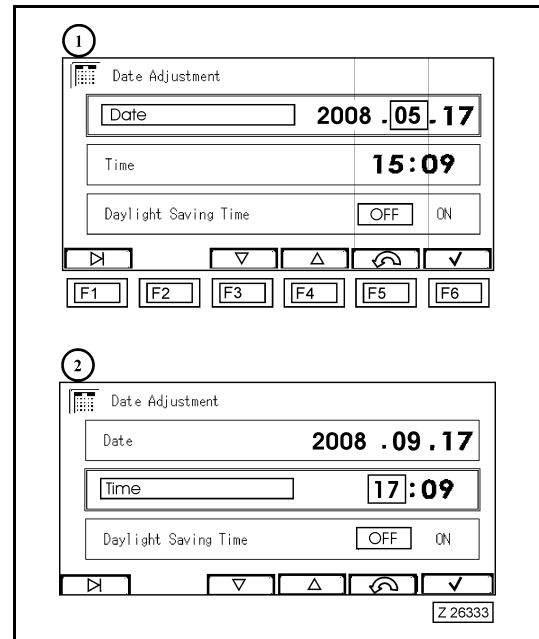 1
Date Adjustment
Date 2008 . 05 . 17
Time 15:09
Daylight Saving Time OFF ON
F1 F2 F3 F4 F5 F6
2
Date Adjustment
Date 2008 . 09 . 17
Time 17:09
Daylight Saving Time OFF ON
Z 26333